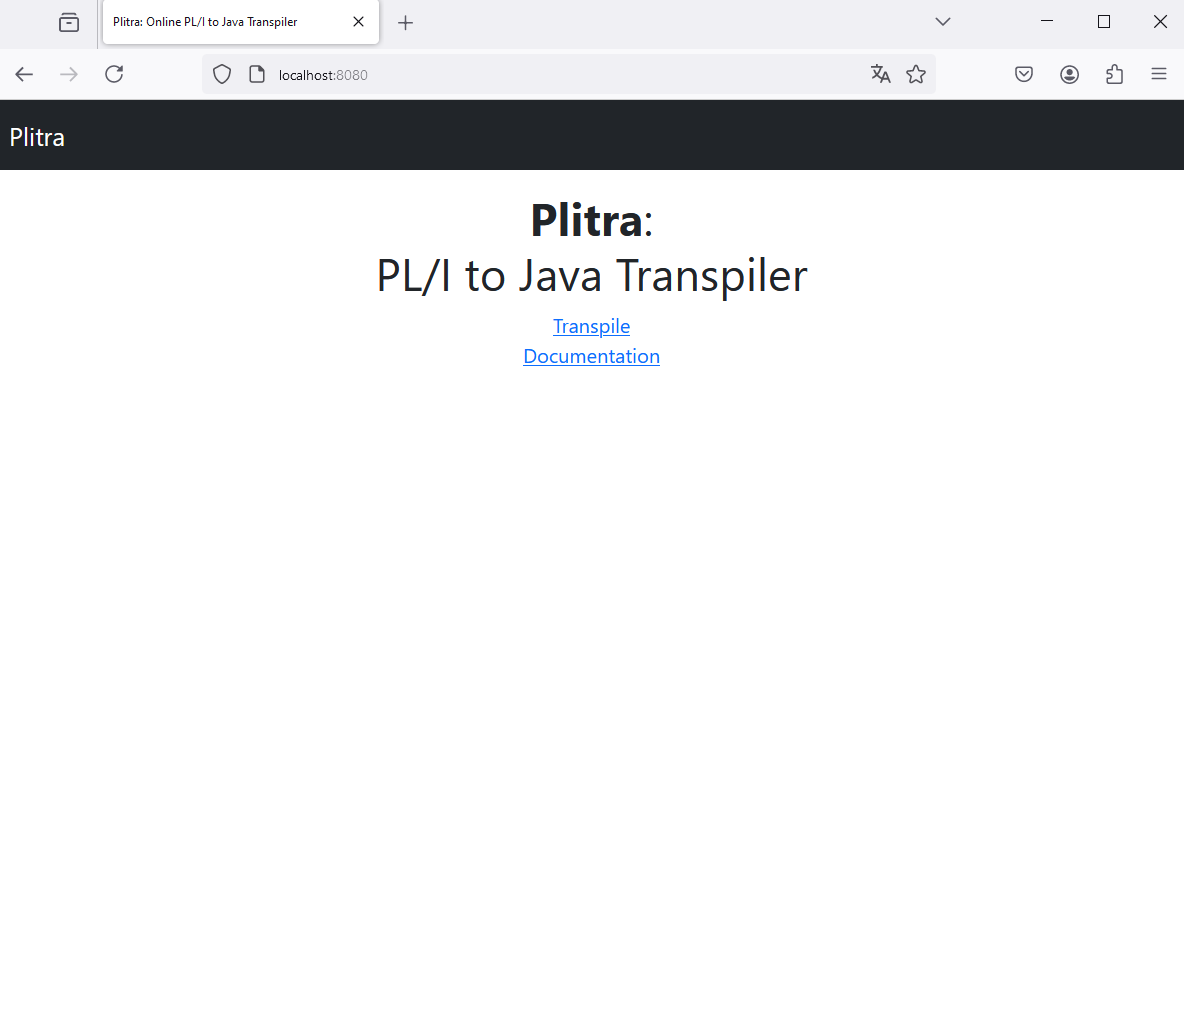 Plitra: Online PL/I to Java Transpiler
localhost:8080
Plitra
Plitra:
PL/I to Java Transpiler
Transpile
Documentation